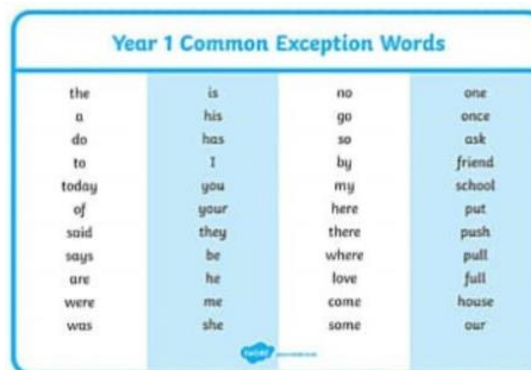 Year 1 Common Exception Words
the is no one
a his go once
do has so ask
to I by friend
today you my school
of your here put
said they there push
says be where pull
are he love full
were me come house
was she some our
twinkl